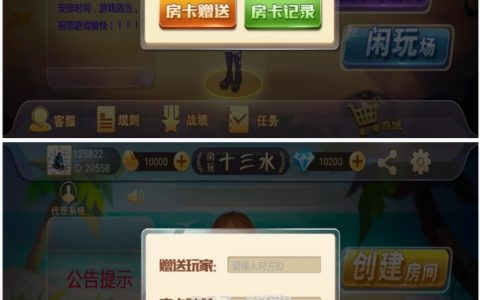 安排时间，游戏适当，
祝您游戏愉快！！！
房卡赠送
房卡记录
闲玩场
客服
规则
战绩
任务
商城
125822
ID:20558
10000
闲玩
十三水
10200
代密系统
公告提示
赠送玩家:
请输入对方ID
创建房间